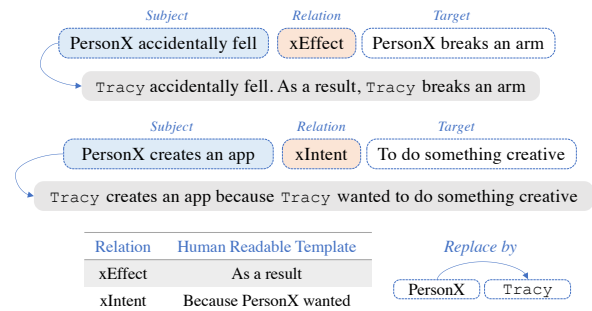 Subject Relation Target
PersonX accidentally fell xEffect PersonX breaks an arm
Tracy accidentally fell. As a result, Tracy breaks an arm
Subject Relation Target
PersonX creates an app xIntent To do something creative
Tracy creates an app because Tracy wanted to do something creative
Relation Human Readable Template
xEffect As a result
xIntent Because PersonX wanted
Replace by
PersonX Tracy